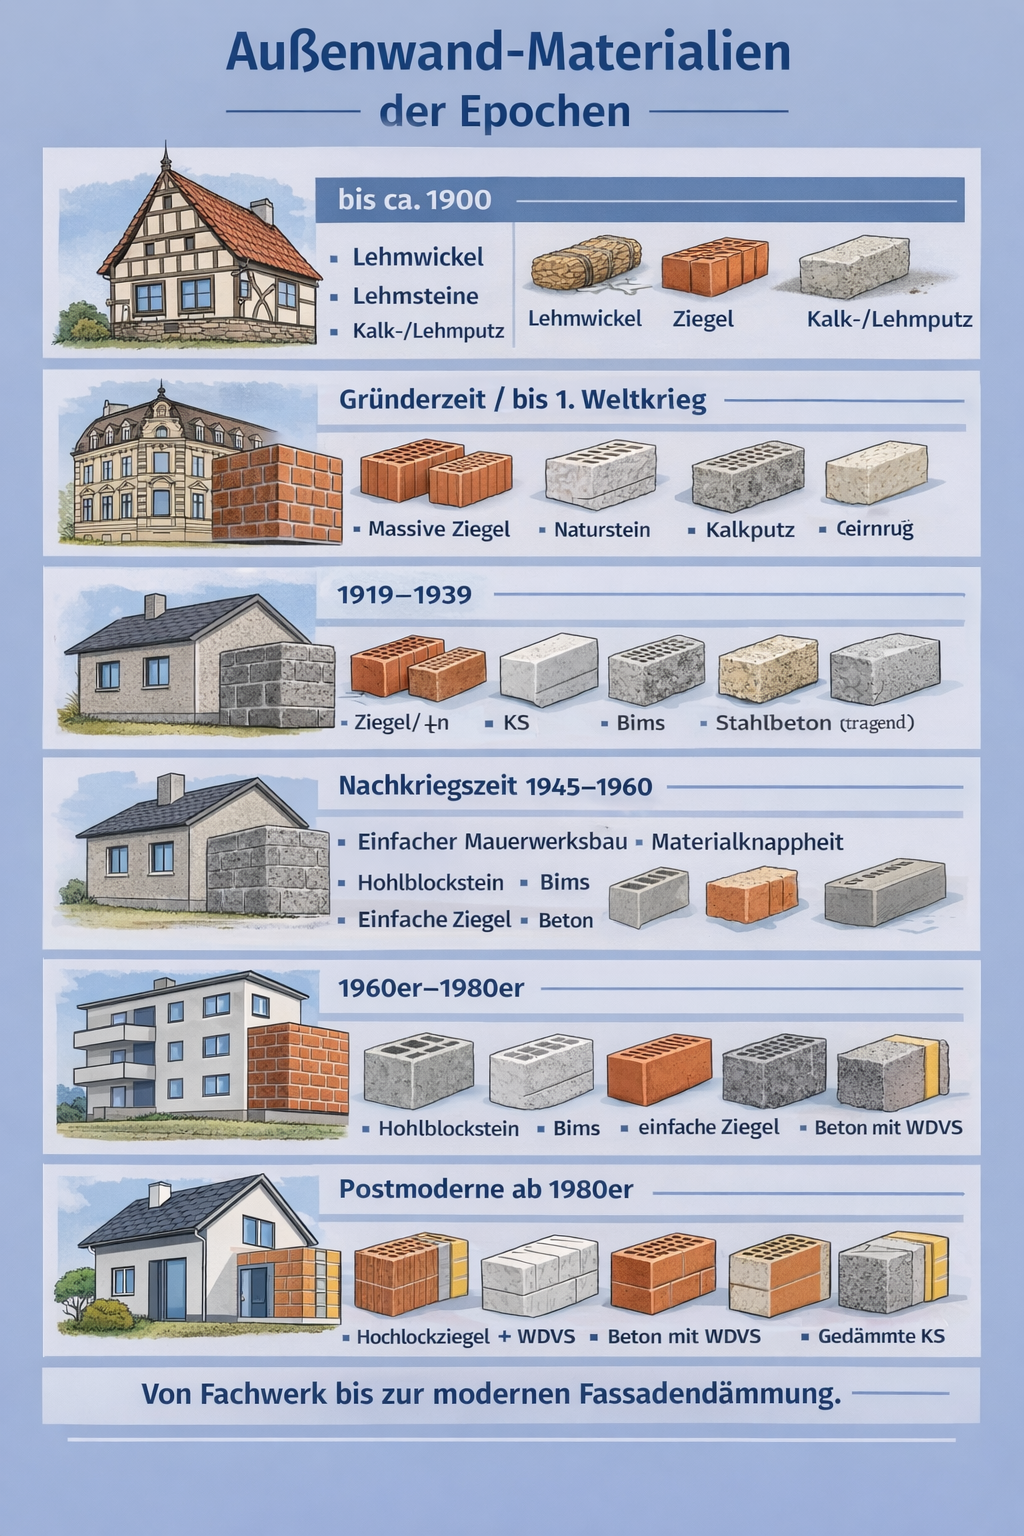 Außenwand-Materialien
der Epochen
bis ca. 1900
▪ Lehmwickel
▪ Lehmsteine
▪ Kalk-/Lehmputz
Lehmwickel Ziegel Kalk-/Lehmputz
Gründerzeit / bis 1. Weltkrieg
▪ Massive Ziegel ▪ Naturstein ▪ Kalkputz ▪ Ceirnrug
1919–1939
▪ Ziegel/ ▪ KS ▪ Bims ▪ Stahlbeton (tragend)
Nachkriegszeit 1945–1960
▪ Einfacher Mauerwerksbau ▪ Materialknappheit
▪ Hohlblockstein ▪ Bims
▪ Einfache Ziegel ▪ Beton
1960er–1980er
▪ Hohlblockstein ▪ Bims ▪ einfache Ziegel ▪ Beton mit WDVS
Postmoderne ab 1980er
▪ Hochlockziegel + WDVS ▪ Beton mit WDVS ▪ Gedämmte KS
Von Fachwerk bis zur modernen Fassadendämmung.